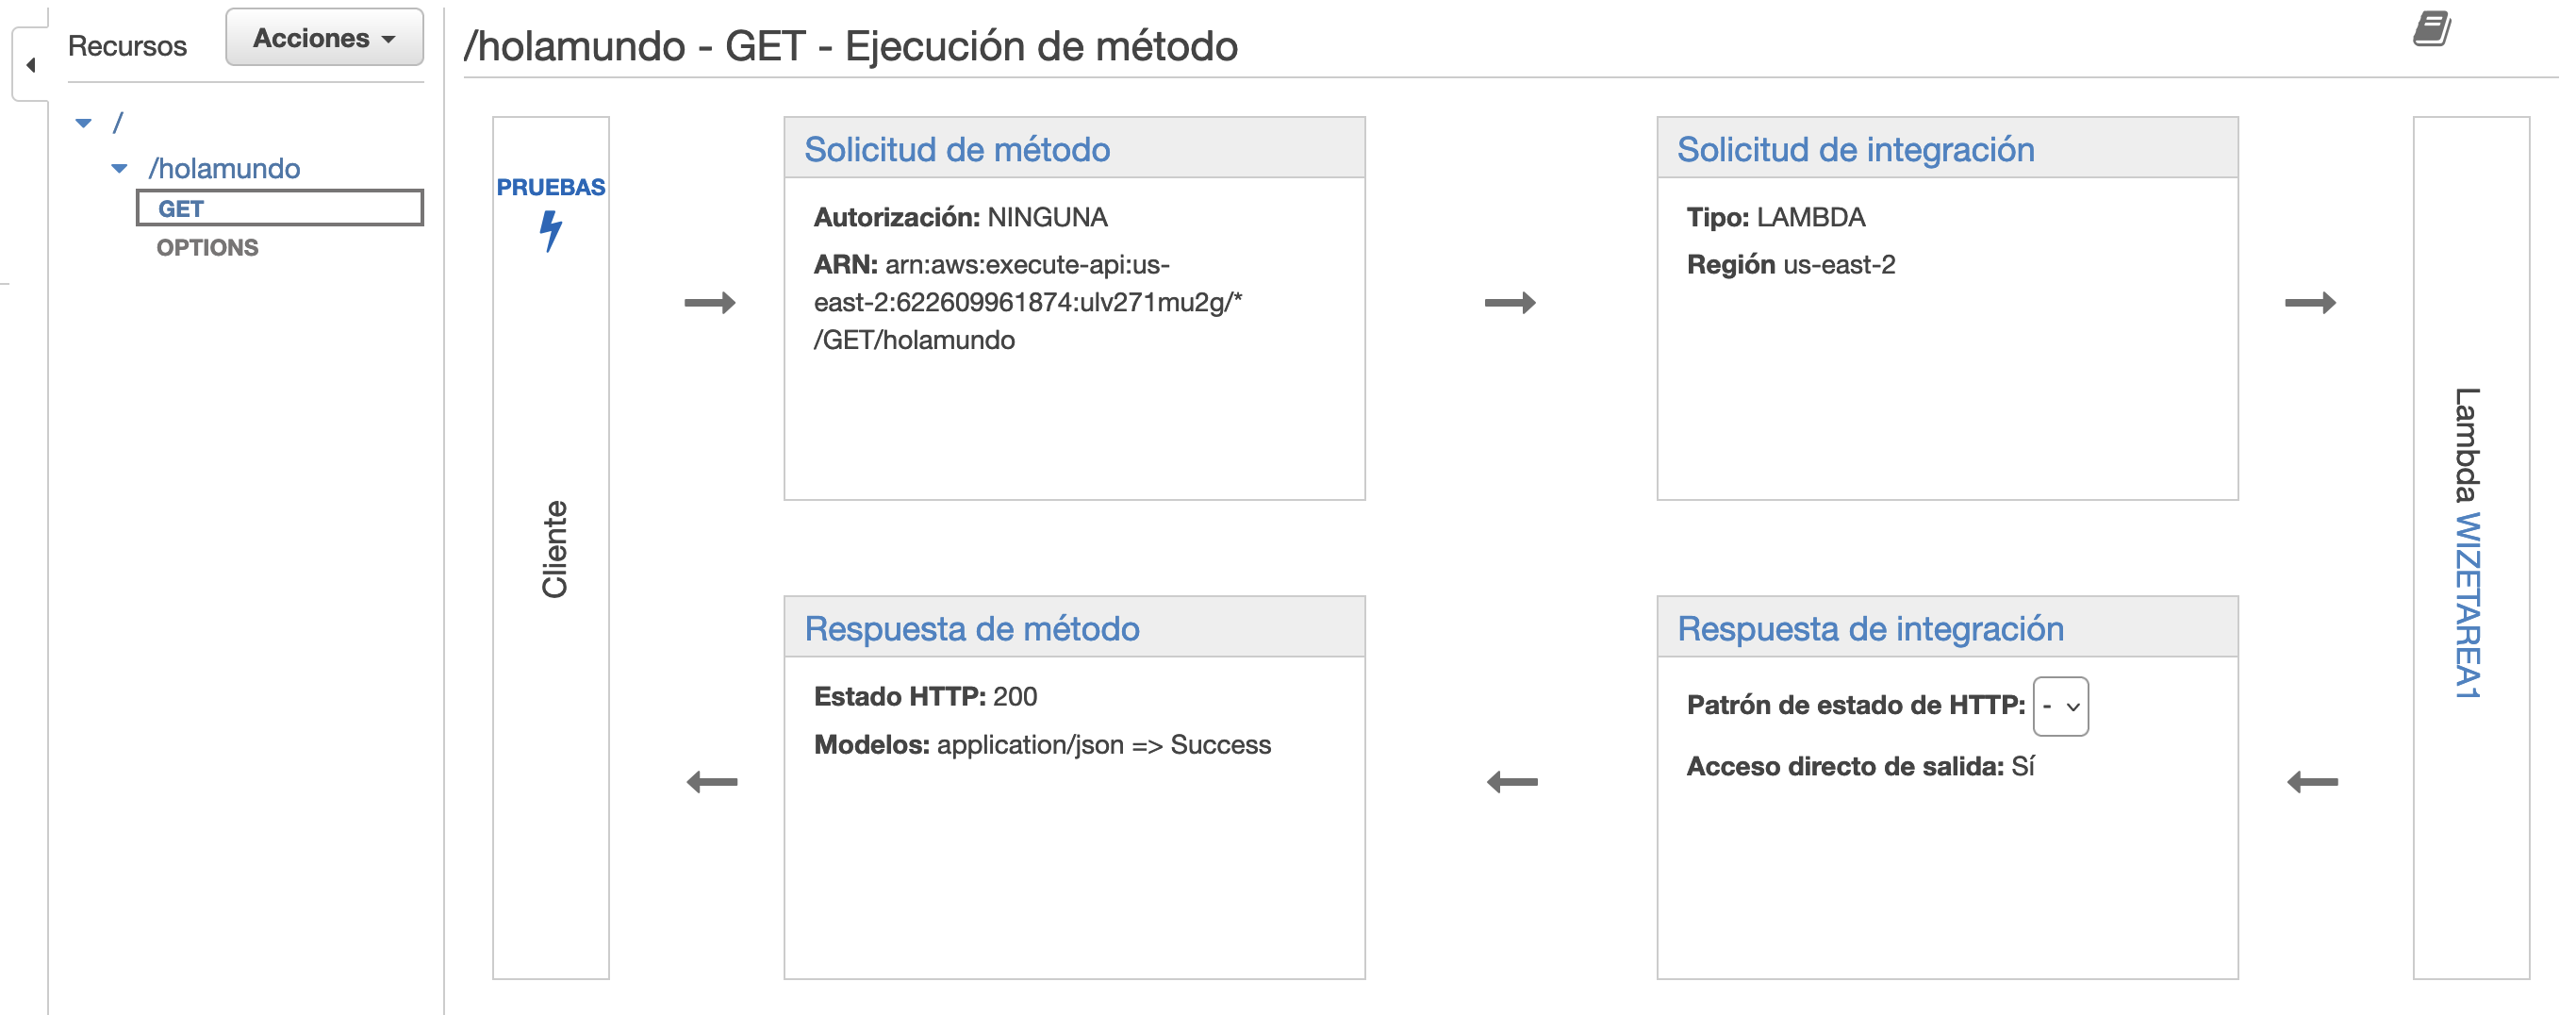 Recursos
Acciones
/
/holamundo
GET
OPTIONS
/holamundo - GET - Ejecución de método
PRUEBAS
Cliente
Solicitud de método
Autorización: NINGUNA
ARN: arn:aws:execute-api:us-
east-2:622609961874:ulv271mu2g/*
/GET/holamundo
Solicitud de integración
Tipo: LAMBDA
Región us-east-2
Lambda WIZETAREA1
Respuesta de método
Estado HTTP: 200
Modelos: application/json => Success
Respuesta de integración
Patrón de estado de HTTP: -
Acceso directo de salida: Sí